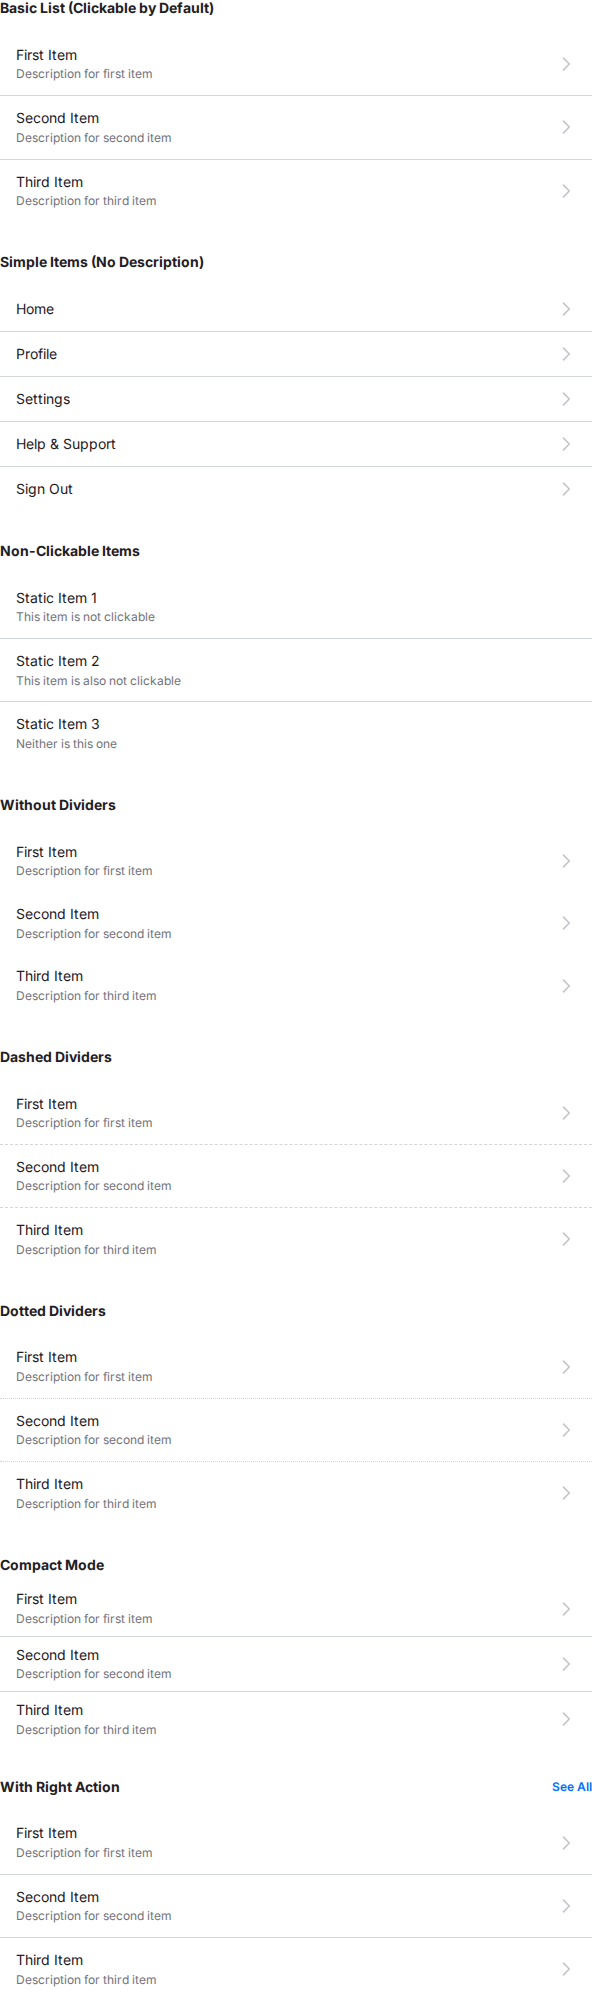 Basic List (Clickable by Default)
First Item
Description for first item
Second Item
Description for second item
Third Item
Description for third item
Simple Items (No Description)
Home
Profile
Settings
Help & Support
Sign Out
Non-Clickable Items
Static Item 1
This item is not clickable
Static Item 2
This item is also not clickable
Static Item 3
Neither is this one
Without Dividers
First Item
Description for first item
Second Item
Description for second item
Third Item
Description for third item
Dashed Dividers
First Item
Description for first item
Second Item
Description for second item
Third Item
Description for third item
Dotted Dividers
First Item
Description for first item
Second Item
Description for second item
Third Item
Description for third item
Compact Mode
First Item
Description for first item
Second Item
Description for second item
Third Item
Description for third item
With Right Action See All
First Item
Description for first item
Second Item
Description for second item
Third Item
Description for third item